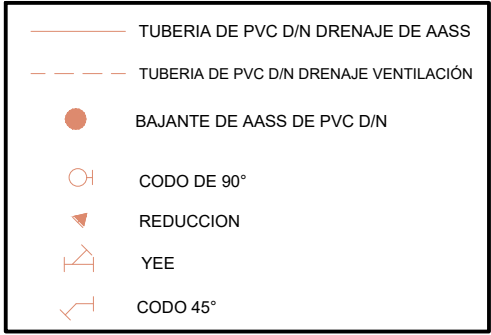 TUBERIA DE PVC D/N DRENAJE DE AASS
TUBERIA DE PVC D/N DRENAJE VENTILACIÓN
BAJANTE DE AASS DE PVC D/N
CODO DE 90°
REDUCCION
YEE
CODO 45°